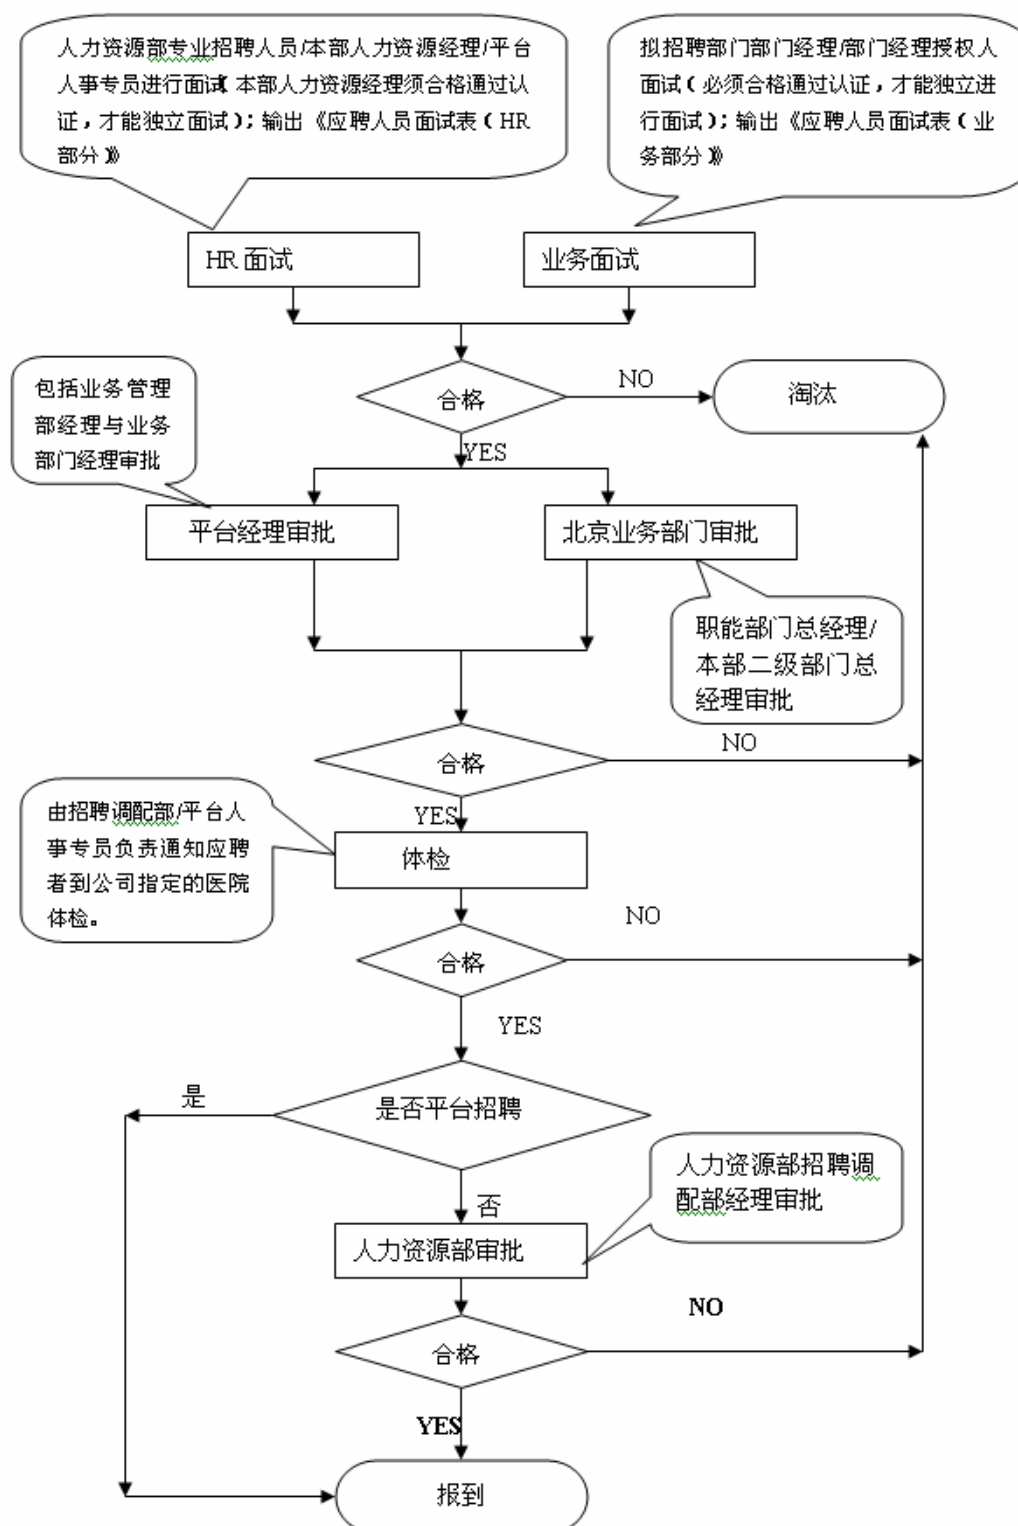 人力资源部专业招聘人员/本部人力资源经理/平台
人事专员进行面试（本部人力资源经理须合格通过认
证，才能独立面试）；输出《应聘人员面试表（HR
部分）》
拟招聘部门部门经理/部门经理授权人
面试（必须合格通过认证，才能独立进
行面试）；输出《应聘人员面试表（业
务部分）》
HR 面试
业务面试
合格
NO
淘汰
包括业务管理
部经理与业务
部门经理审批
YES
平台经理审批
北京业务部门审批
职能部门总经理/
本部二级部门总
经理审批
合格
NO
YES
由招聘调配部/平台人
事专员负责通知应聘
者到公司指定的医院
体检。
体检
NO
合格
YES
是
是否平台招聘
人力资源部招聘调
配部经理审批
否
人力资源部审批
NO
合格
YES
报到